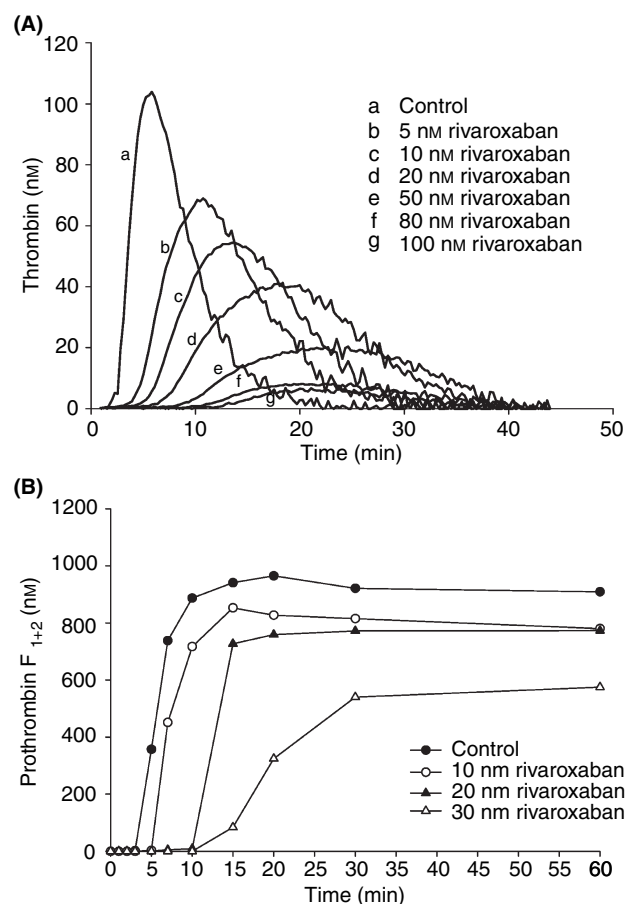 (A)
120
100
80
60
40
20
0
Thrombin (nM)
a
b
c
d
e
f
g
a Control
b 5 nM rivaroxaban
c 10 nM rivaroxaban
d 20 nM rivaroxaban
e 50 nM rivaroxaban
f 80 nM rivaroxaban
g 100 nM rivaroxaban
0 10 20 30 40 50
Time (min)
(B)
1200
1000
800
600
400
200
0
Prothrombin F 1+2 (nM)
Control
10 nm rivaroxaban
20 nm rivaroxaban
30 nm rivaroxaban
0 5 10 15 20 25 30 35 40 45 50 55 60
Time (min)